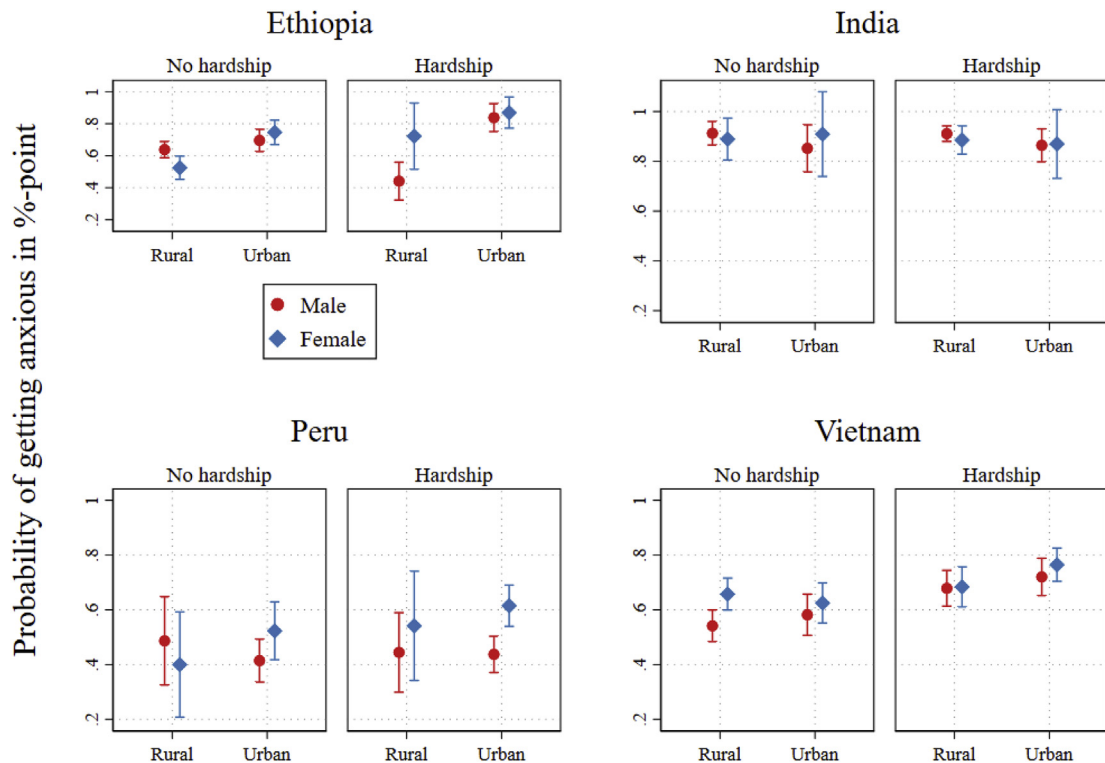 Probability of getting anxious in %-point
Ethiopia
No hardship
Hardship
1
.8
.6
.4
.2
Rural
Urban
Rural
Urban
Male
Female
India
No hardship
Hardship
1
.8
.6
.4
.2
Rural
Urban
Rural
Urban
Peru
No hardship
Hardship
1
.8
.6
.4
.2
Rural
Urban
Rural
Urban
Vietnam
No hardship
Hardship
1
.8
.6
.4
.2
Rural
Urban
Rural
Urban